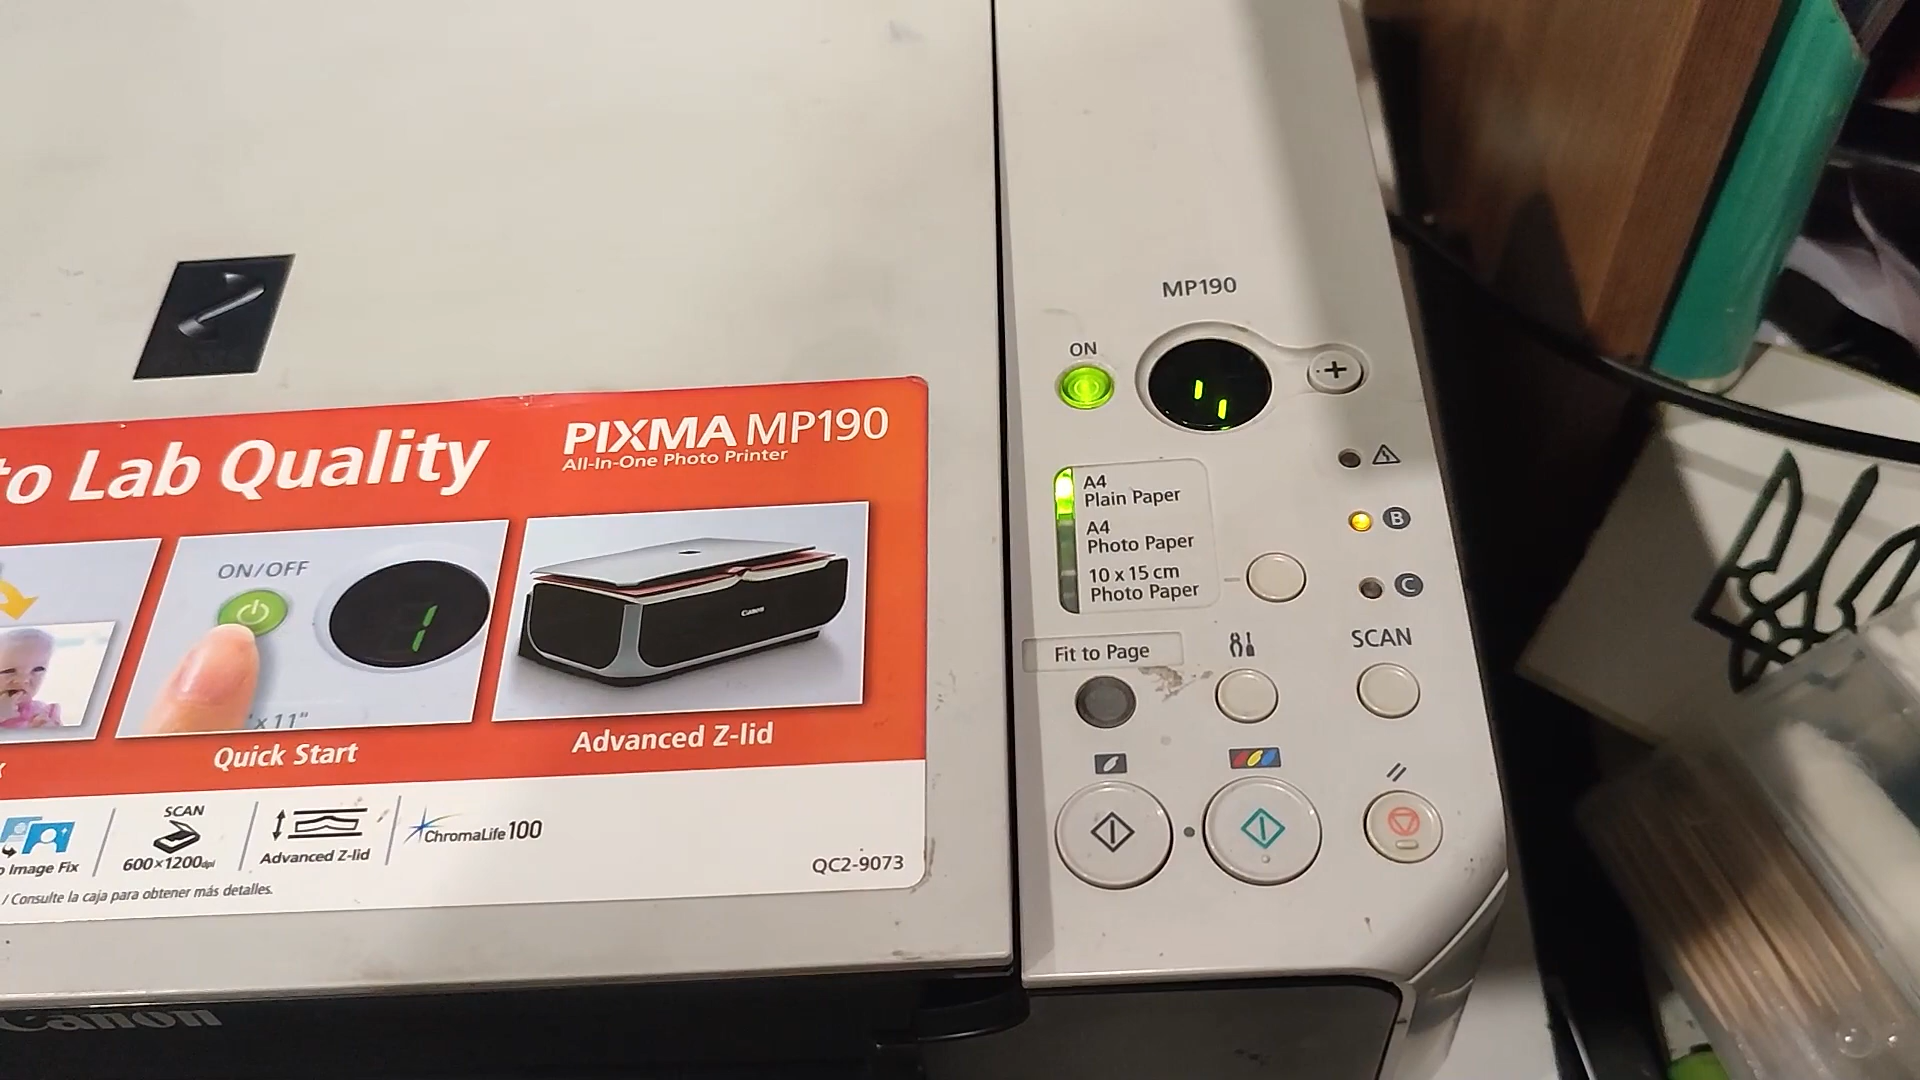 to Lab Quality
PIXMA MP190
All-In-One Photo Printer
ON/OFF
x 11"
Canon
Quick Start
Advanced Z-lid
Image Fix
SCAN
600×1200dpi
Advanced Z-lid
ChromaLife100
QC2-9073
/ Consulte la caja para obtener más detalles.
Canon
MP190
ON
+
A4
Plain Paper
A4
Photo Paper
10 x 15 cm
Photo Paper
B
C
Fit to Page
SCAN